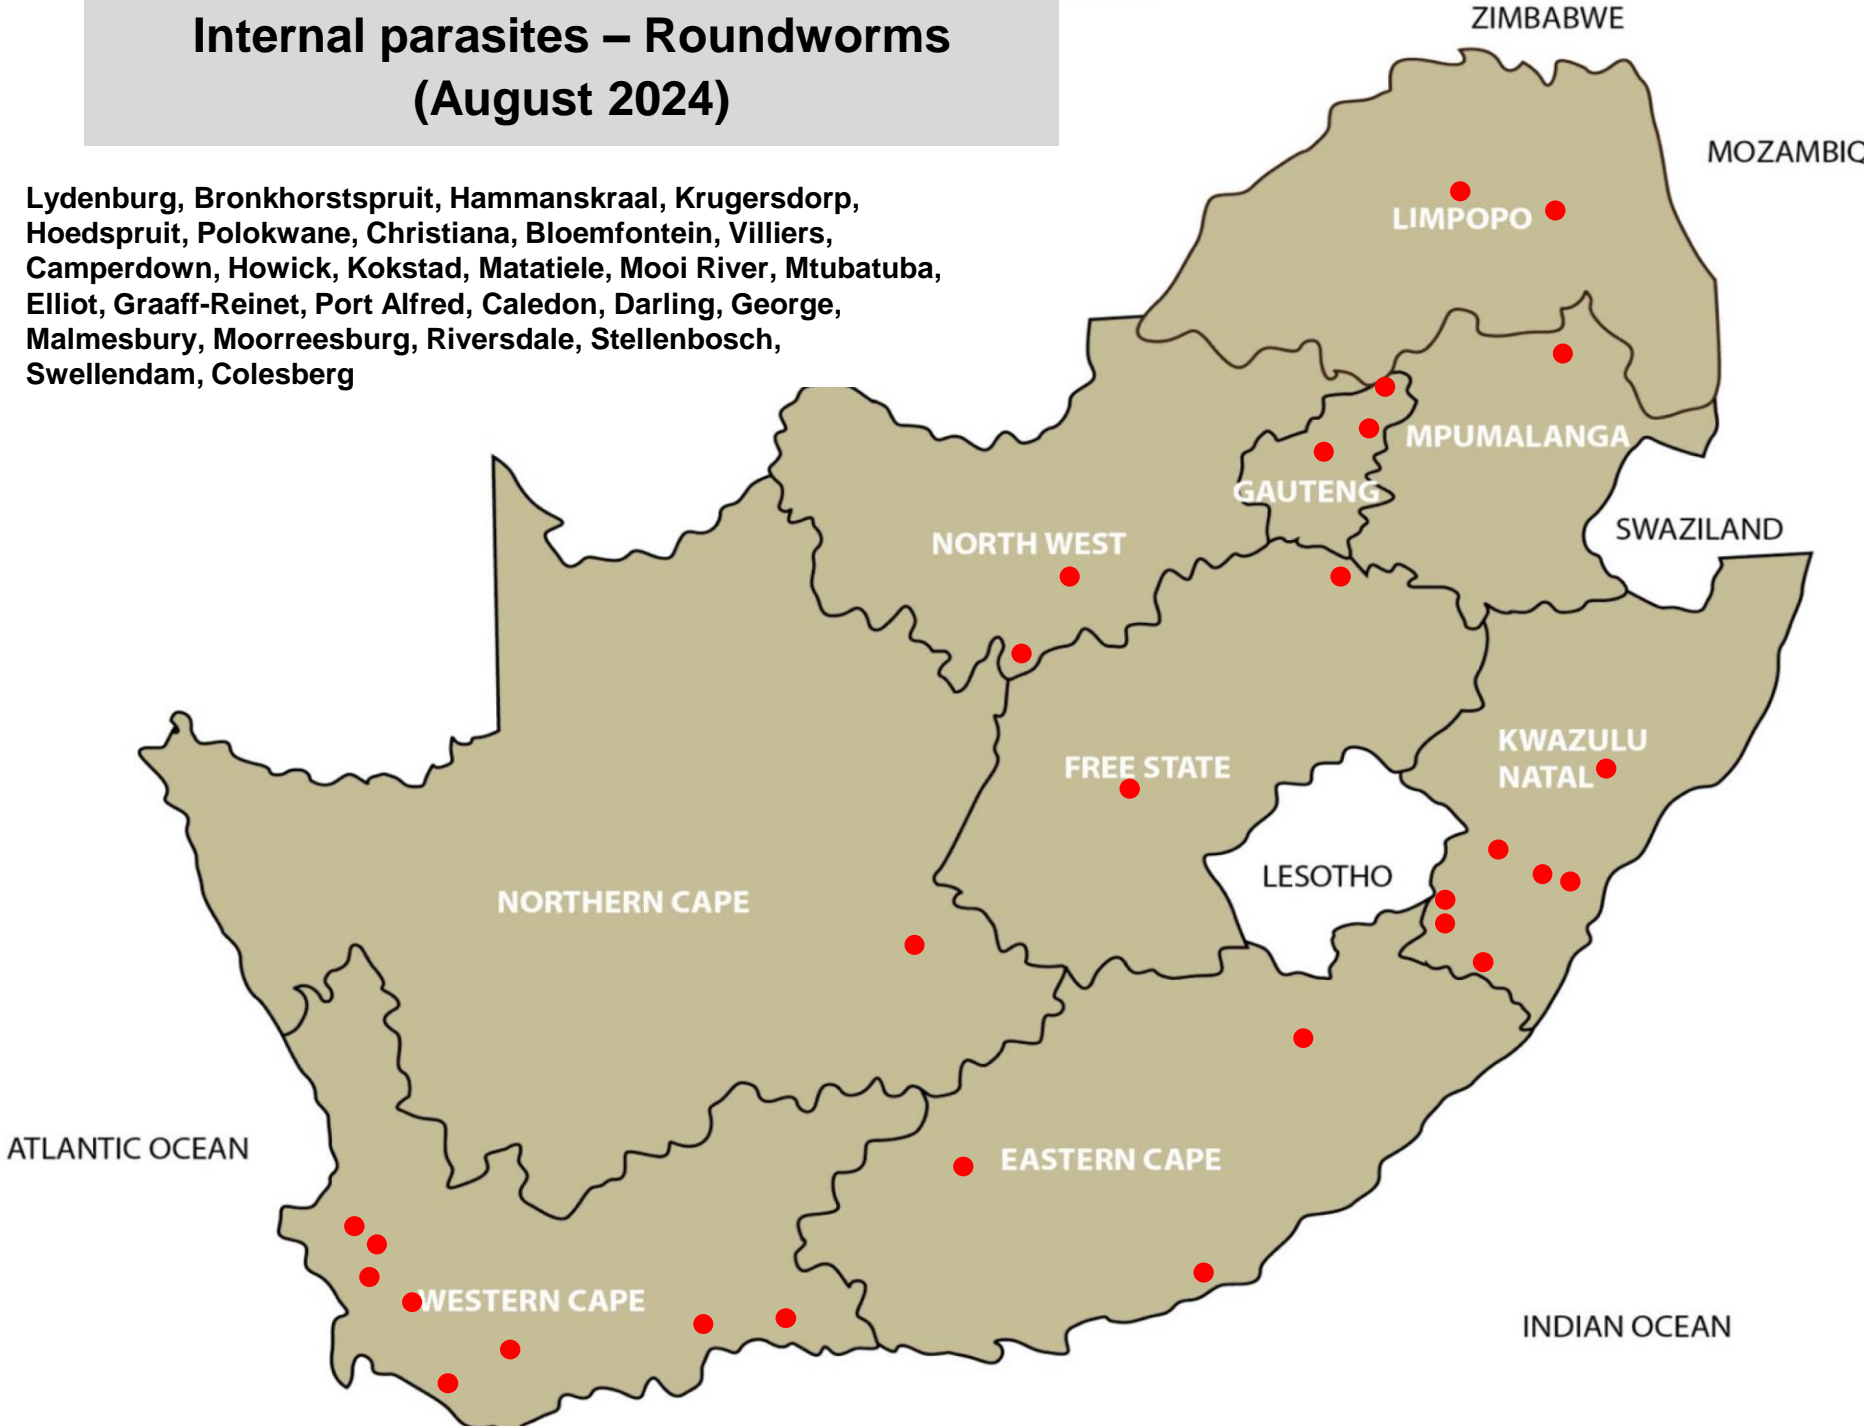 Internal parasites – Roundworms
(August 2024)
Lydenburg, Bronkhorstspruit, Hammanskraal, Krugersdorp,
Hoedspruit, Polokwane, Christiana, Bloemfontein, Villiers,
Camperdown, Howick, Kokstad, Matatiele, Mooi River, Mtubatuba,
Elliot, Graaff-Reinet, Port Alfred, Caledon, Darling, George,
Malmesbury, Moorreesburg, Riversdale, Stellenbosch,
Swellendam, Colesberg
ZIMBABWE
MOZAMBIQ
LIMPOPO
MPUMALANGA
GAUTENG
SWAZILAND
NORTH WEST
KWAZULU
NATAL
FREE STATE
LESOTHO
NORTHERN CAPE
ATLANTIC OCEAN
EASTERN CAPE
WESTERN CAPE
INDIAN OCEAN